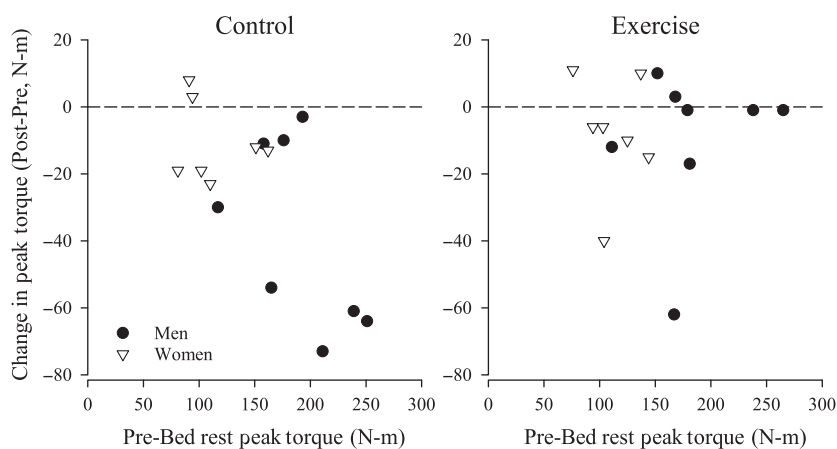 Control
Exercise
Change in peak torque (Post-Pre, N-m)
20
0
−20
−40
−60
−80
Men
Women
0 50 100 150 200 250 300
Pre-Bed rest peak torque (N-m)
20
0
−20
−40
−60
−80
0 50 100 150 200 250 300
Pre-Bed rest peak torque (N-m)